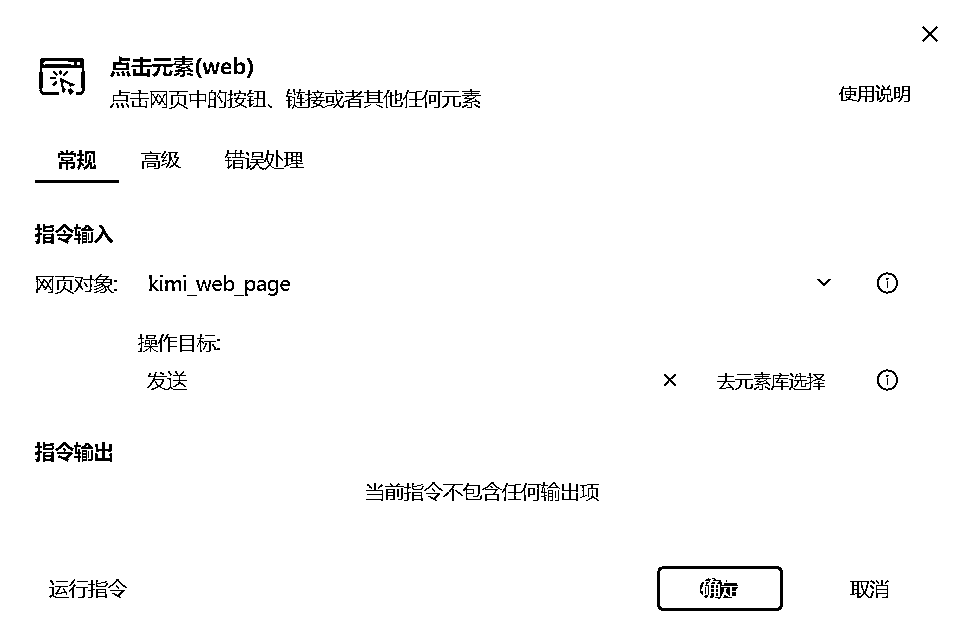 点击元素(web)
点击网页中的按钮、链接或者其他任何元素
使用说明
常规 高级 错误处理
指令输入
网页对象: kimi_web_page
操作目标:
发送 去元素库选择
指令输出
当前指令不包含任何输出项
运行指令 确定 取消